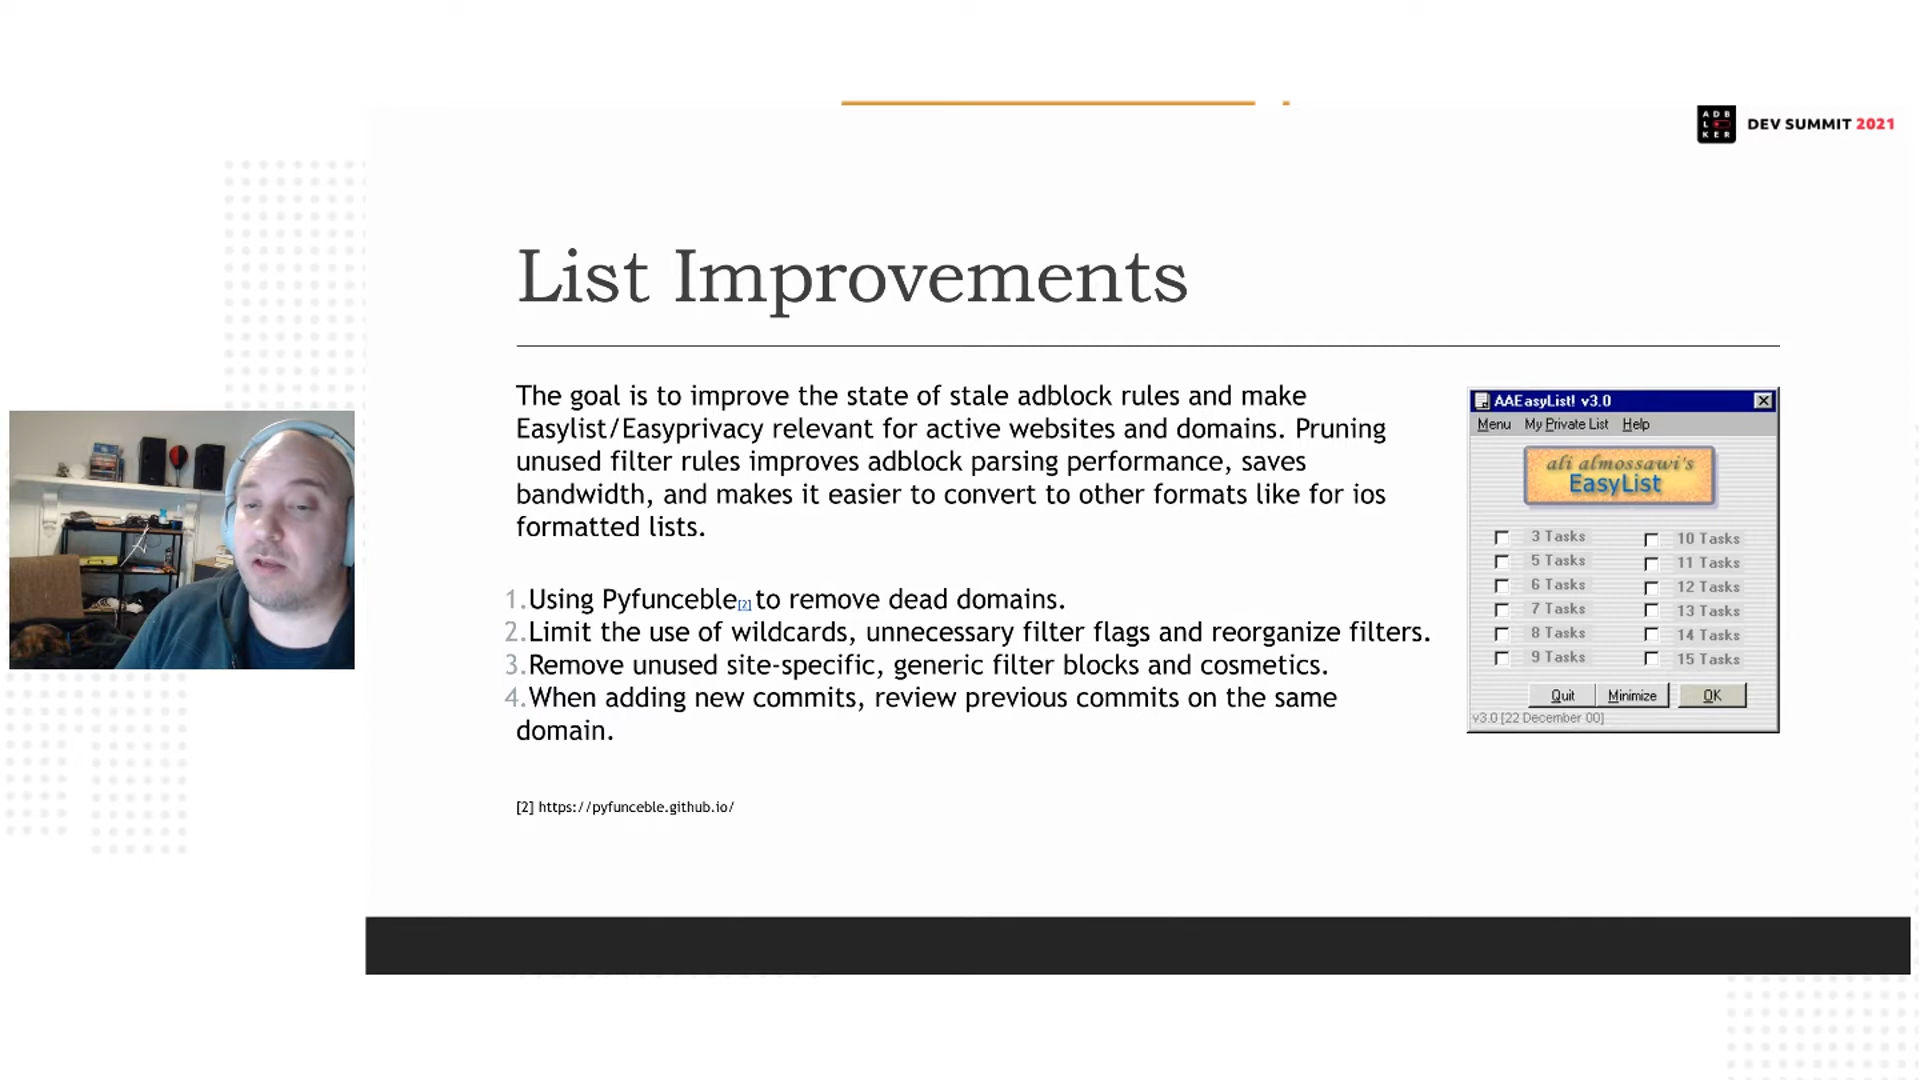 ADB
L KER
DEV SUMMIT 2021
List Improvements
The goal is to improve the state of stale adblock rules and make
Easylist/Easyprivacy relevant for active websites and domains. Pruning
unused filter rules improves adblock parsing performance, saves
bandwidth, and makes it easier to convert to other formats like for ios
formatted lists.
1.Using Pyfunceble[2] to remove dead domains.
2.Limit the use of wildcards, unnecessary filter flags and reorganize filters.
3.Remove unused site-specific, generic filter blocks and cosmetics.
4.When adding new commits, review previous commits on the same
domain.
[2] https://pyfunceble.github.io/
AAEasyList! v3.0
Menu My Private List Help
ali almossawi's
EasyList
3 Tasks 10 Tasks
5 Tasks 11 Tasks
6 Tasks 12 Tasks
7 Tasks 13 Tasks
8 Tasks 14 Tasks
9 Tasks 15 Tasks
Quit Minimize OK
v3.0 [22 December 00]